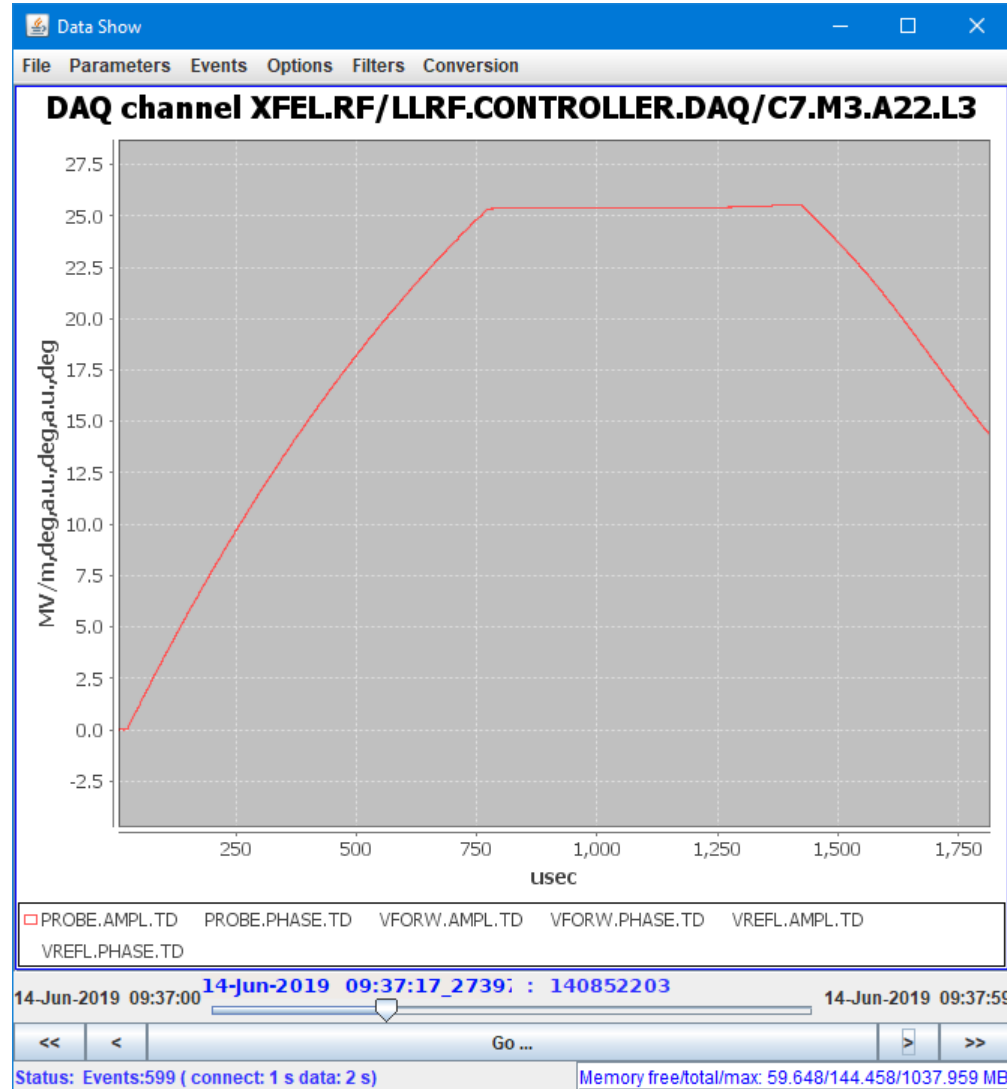 Data Show
File Parameters Events Options Filters Conversion
DAQ channel XFEL.RF/LLRF.CONTROLLER.DAQ/C7.M3.A22.L3
27.5
25.0
22.5
20.0
17.5
15.0
12.5
10.0
7.5
5.0
2.5
0.0
-2.5
MV/m,deg,a.u.,deg,a.u.,deg
250 500 750 1,000 1,250 1,500 1,750
usec
PROBE.AMPL.TD PROBE.PHASE.TD VFORW.AMPL.TD VFORW.PHASE.TD VREFL.AMPL.TD
VREFL.PHASE.TD
14-Jun-2019 09:37:00 14-Jun-2019 09:37:17_27397 : 140852203 14-Jun-2019 09:37:59
<< < Go ... > >>
Status: Events:599 ( connect: 1 s data: 2 s) Memory free/total/max: 59.648/144.458/1037.959 MB